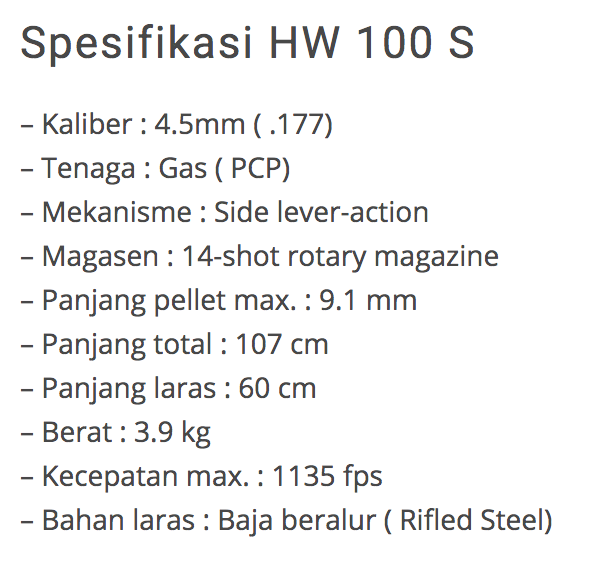 Spesifikasi HW 100 S
– Kaliber : 4.5mm ( .177)
– Tenaga : Gas ( PCP)
– Mekanisme : Side lever-action
– Magasen : 14-shot rotary magazine
– Panjang pellet max. : 9.1 mm
– Panjang total : 107 cm
– Panjang laras : 60 cm
– Berat : 3.9 kg
– Kecepatan max. : 1135 fps
– Bahan laras : Baja beralur ( Rifled Steel)